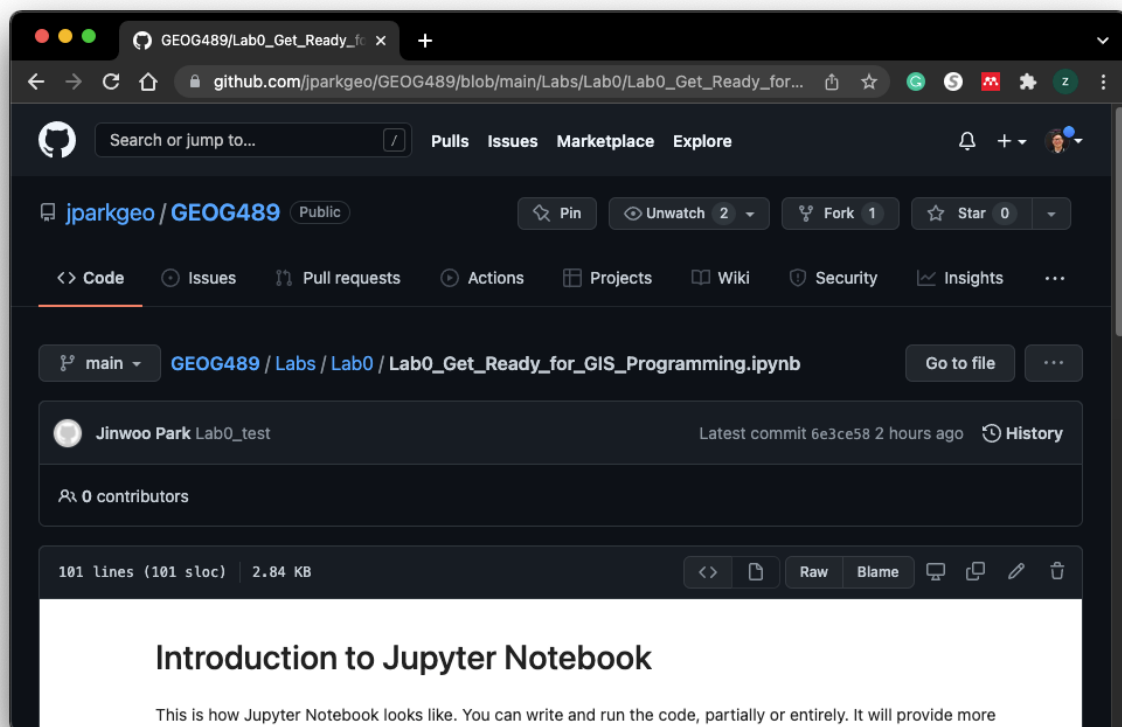 GEOG489/Lab0_Get_Ready_fo
github.com/jparkgeo/GEOG489/blob/main/Labs/Lab0/Lab0_Get_Ready_for...
Z
Search or jump to... / Pulls Issues Marketplace Explore
jparkgeo / GEOG489 Public Pin Unwatch 2 Fork 1 Star 0
Code Issues Pull requests Actions Projects Wiki Security Insights ...
main GEOG489 / Labs / Lab0 / Lab0_Get_Ready_for_GIS_Programming.ipynb Go to file ...
Jinwoo Park Lab0_test Latest commit 6e3ce58 2 hours ago History
0 contributors
101 lines (101 sloc) 2.84 KB <> Raw Blame
Introduction to Jupyter Notebook
This is how Jupyter Notebook looks like. You can write and run the code, partially or entirely. It will provide more